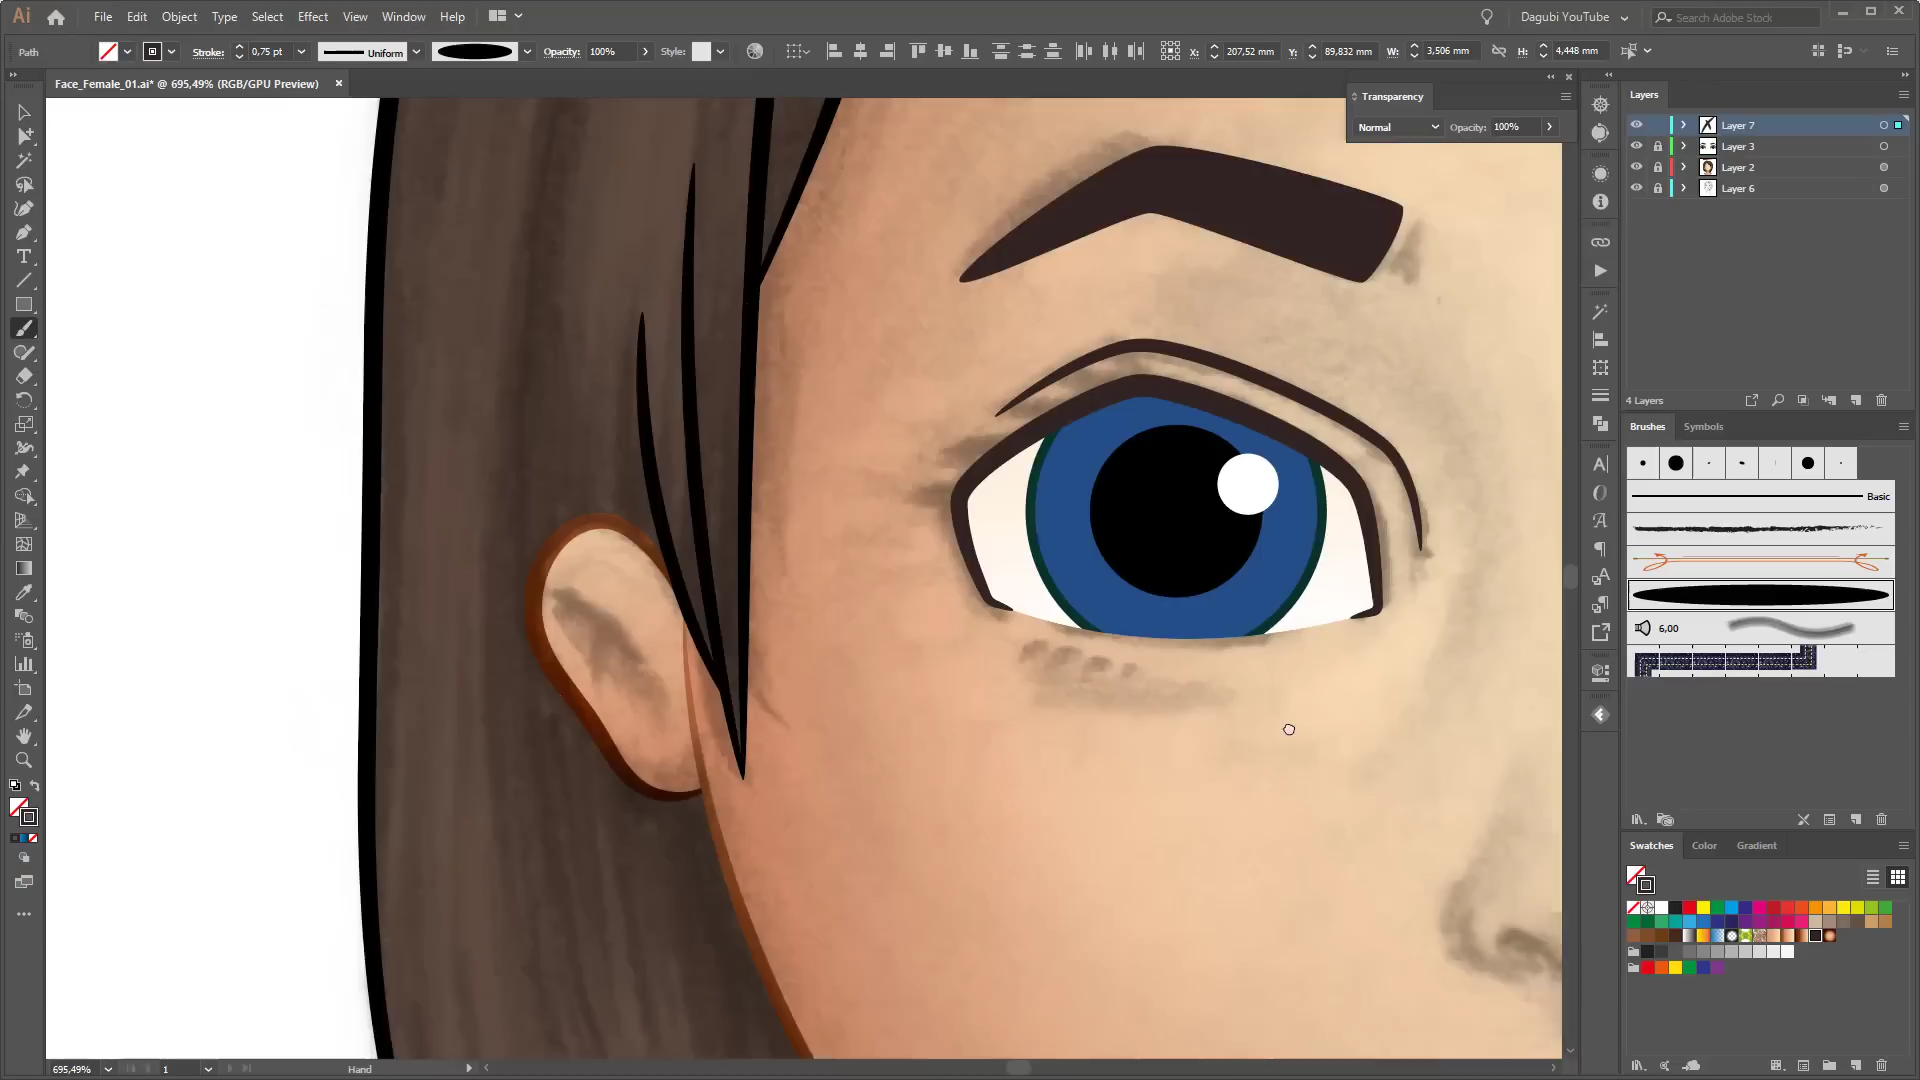 Ai File Edit Object Type Select Effect View Window Help Dagubi YouTube Search Adobe Stock
Path Stroke: 0,75 pt Uniform Opacity: 100% Style: X: 207,52 mm Y: 89,832 mm W: 3,506 mm H: 4,448 mm
Face_Female_01.ai* @ 695,49% (RGB/GPU Preview)
Transparency
Normal Opacity: 100%
Layers
Layer 7
Layer 3
Layer 2
Layer 6
4 Layers
Brushes Symbols
Basic
6,00
Swatches Color Gradient
695,49% 1 Hand